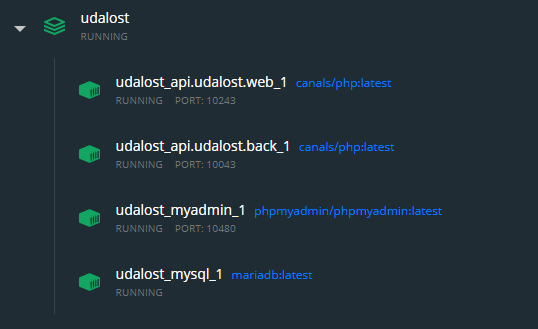 udalost
RUNNING
udalost_api.udalost.web_1 canals/php:latest
RUNNING PORT: 10243
udalost_api.udalost.back_1 canals/php:latest
RUNNING PORT: 10043
udalost_myadmin_1 phpmyadmin/phpmyadmin:latest
RUNNING PORT: 10480
udalost_mysql_1 mariadb:latest
RUNNING